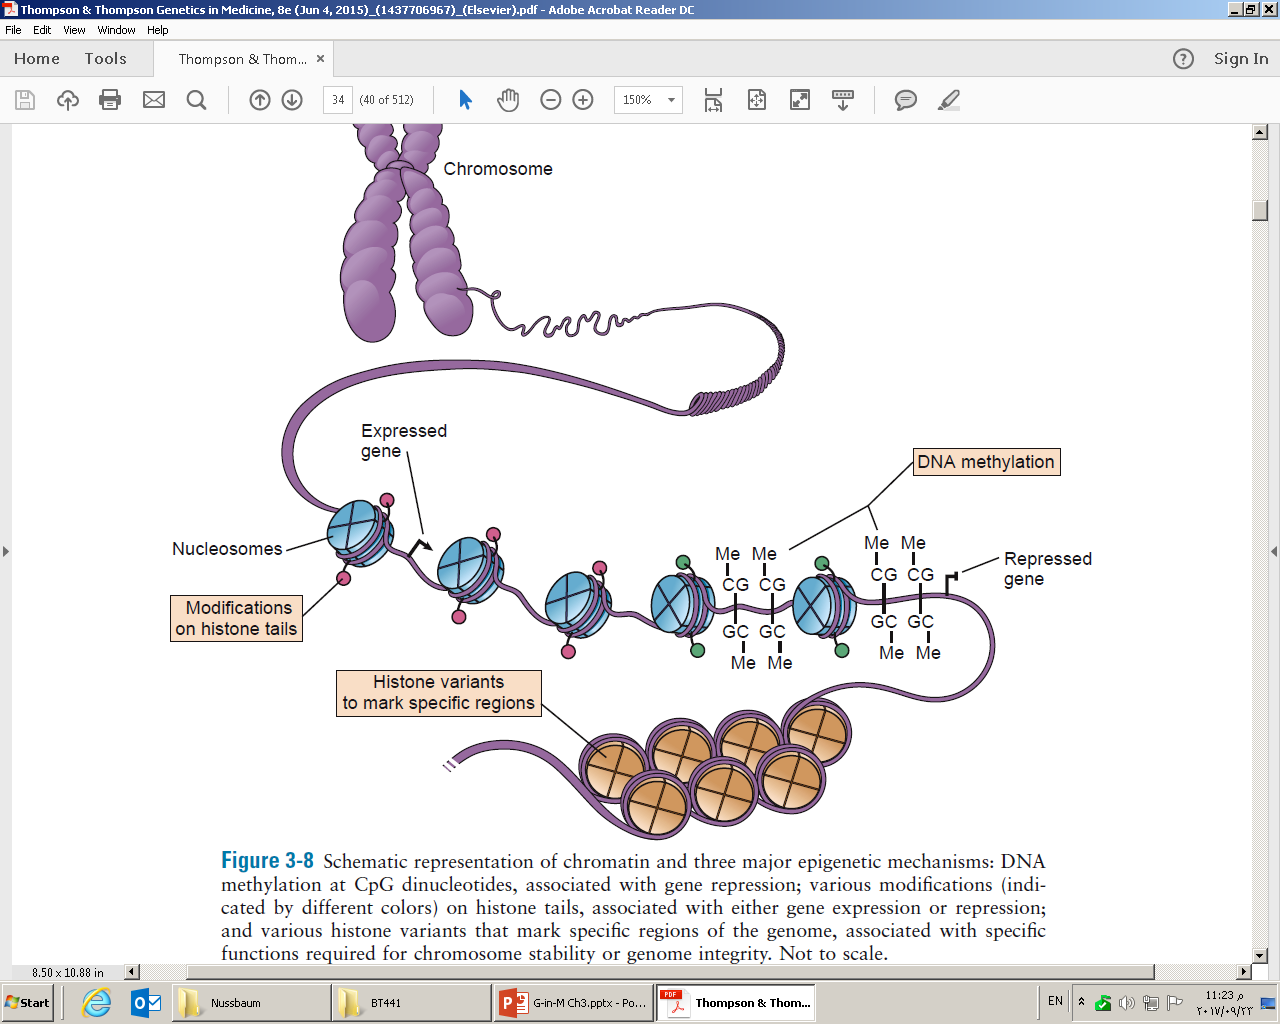 Thompson & Thompson Genetics in Medicine, 8e (Jun 4, 2015)_(1437706967)_(Elsevier).pdf - Adobe Acrobat Reader DC
File Edit View Window Help
Home Tools Thompson & Thom... × ? Sign In
34 (40 of 512) 150%
Chromosome
Expressed
gene
DNA methylation
Nucleosomes
Me Me
Me Me
Repressed
gene
CG CG
CG CG
Modifications
on histone tails
GC GC
GC GC
Me Me
Me Me
Histone variants
to mark specific regions
Figure 3-8 Schematic representation of chromatin and three major epigenetic mechanisms: DNA
methylation at CpG dinucleotides, associated with gene repression; various modifications (indi-
cated by different colors) on histone tails, associated with either gene expression or repression;
and various histone variants that mark specific regions of the genome, associated with specific
functions required for chromosome stability or genome integrity. Not to scale.
8.50 x 10.88 in
Start Nussbaum BT441 G-in-M Ch3.pptx - Po... PDF Thompson & Thom... EN 11:23 م
٢٠١٧/٠٩/٢٢